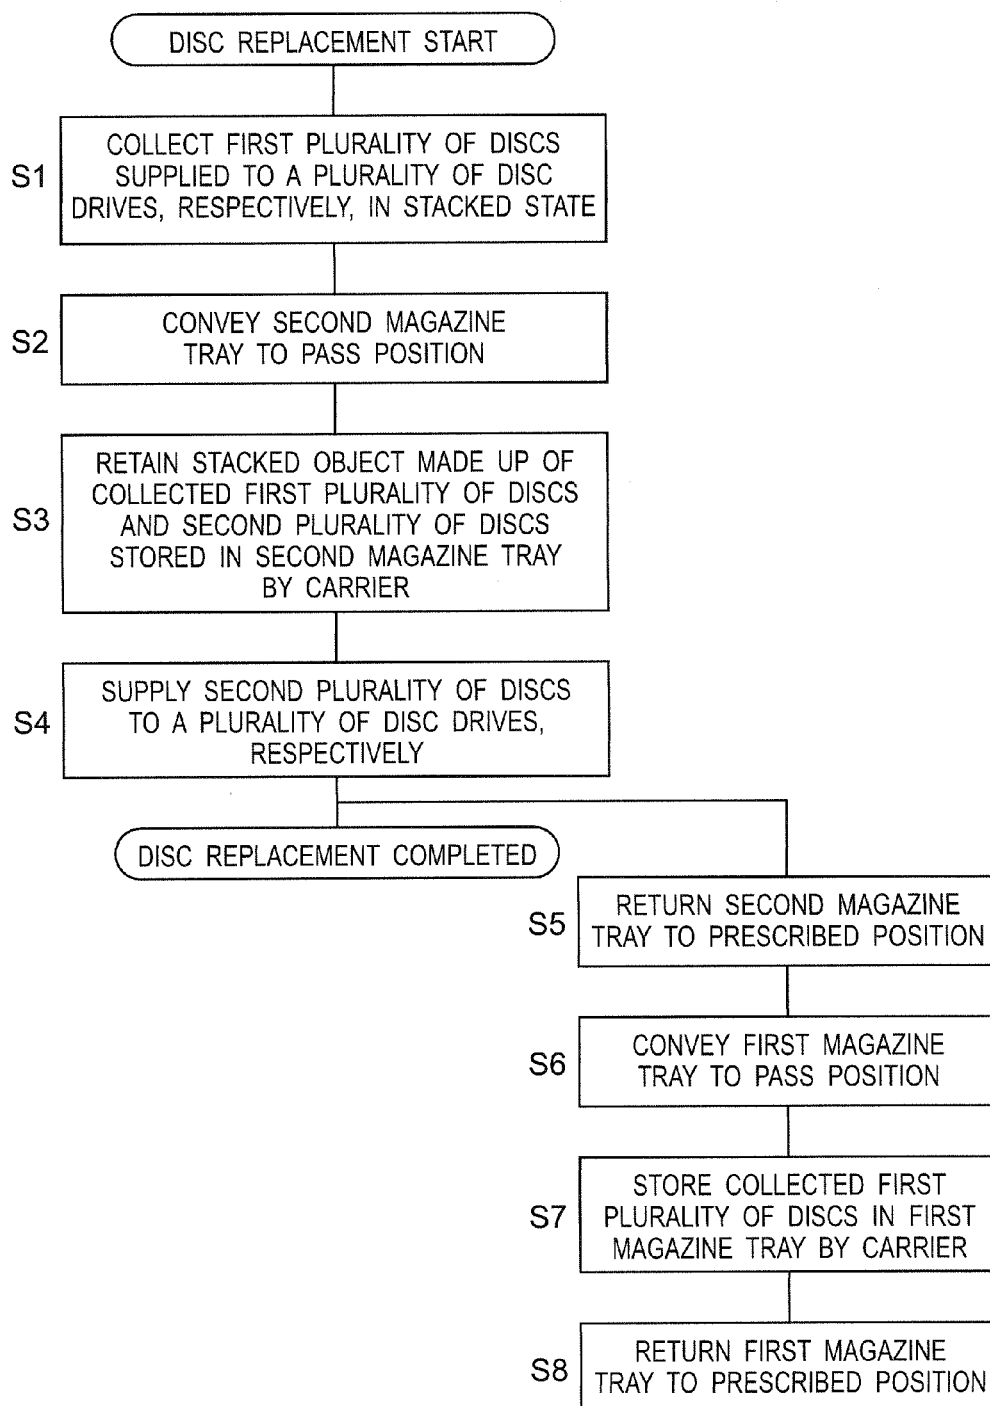 DISC REPLACEMENT START
S1
COLLECT FIRST PLURALITY OF DISCS
SUPPLIED TO A PLURALITY OF DISC
DRIVES, RESPECTIVELY, IN STACKED STATE
S2
CONVEY SECOND MAGAZINE
TRAY TO PASS POSITION
S3
RETAIN STACKED OBJECT MADE UP OF
COLLECTED FIRST PLURALITY OF DISCS
AND SECOND PLURALITY OF DISCS
STORED IN SECOND MAGAZINE TRAY
BY CARRIER
S4
SUPPLY SECOND PLURALITY OF DISCS
TO A PLURALITY OF DISC DRIVES,
RESPECTIVELY
DISC REPLACEMENT COMPLETED
S5
RETURN SECOND MAGAZINE
TRAY TO PRESCRIBED POSITION
S6
CONVEY FIRST MAGAZINE
TRAY TO PASS POSITION
S7
STORE COLLECTED FIRST
PLURALITY OF DISCS IN FIRST
MAGAZINE TRAY BY CARRIER
S8
RETURN FIRST MAGAZINE
TRAY TO PRESCRIBED POSITION